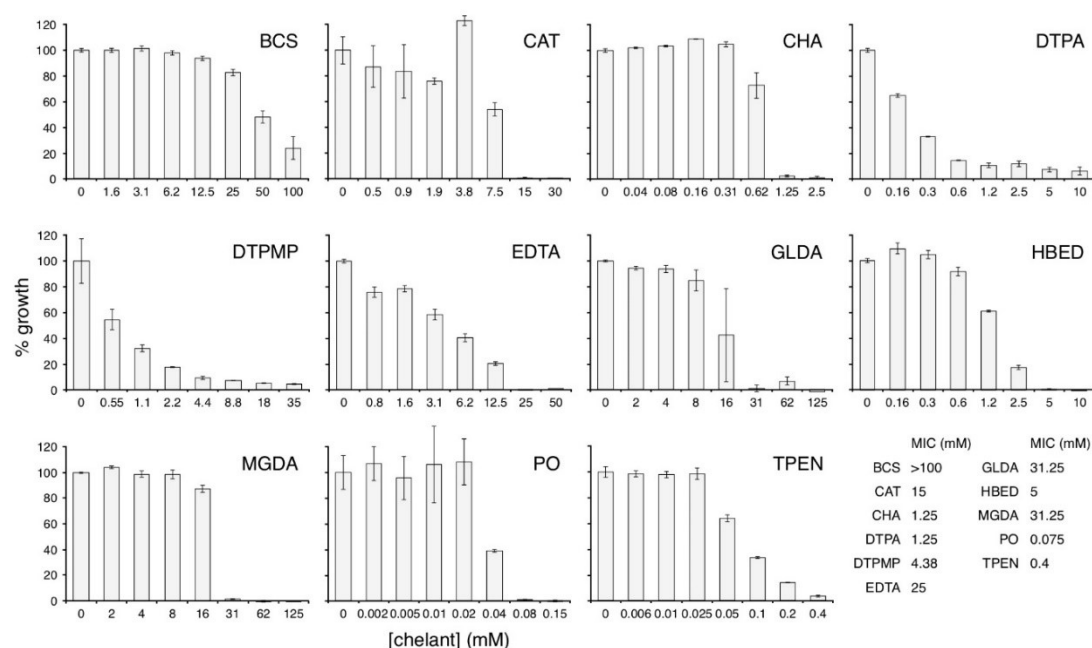 120
100
80
60
40
20
0
BCS
0 1.6 3.1 6.2 12.5 25 50 100
CAT
0 0.5 0.9 1.9 3.8 7.5 15 30
CHA
0 0.04 0.08 0.16 0.31 0.62 1.25 2.5
DTPA
0 0.16 0.3 0.6 1.2 2.5 5 10
% growth
120
100
80
60
40
20
0
DTPMP
0 0.55 1.1 2.2 4.4 8.8 18 35
EDTA
0 0.8 1.6 3.1 6.2 12.5 25 50
GLDA
0 2 4 8 16 31 62 125
HBED
0 0.16 0.3 0.6 1.2 2.5 5 10
120
100
80
60
40
20
0
MGDA
0 2 4 8 16 31 62 125
PO
0 0.002 0.005 0.01 0.02 0.04 0.08 0.15
TPEN
0 0.006 0.01 0.025 0.05 0.1 0.2 0.4
[chelant] (mM)
MIC (mM) MIC (mM)
BCS >100 GLDA 31.25
CAT 15 HBED 5
CHA 1.25 MGDA 31.25
DTPA 1.25 PO 0.075
DTPMP 4.38 TPEN 0.4
EDTA 25